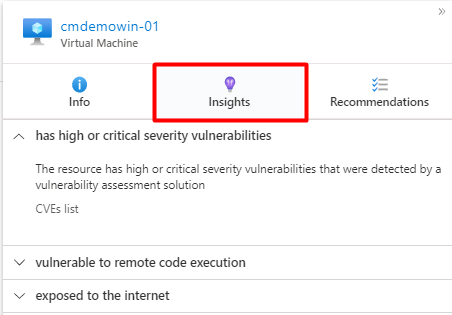 cmdemowin-01
Virtual Machine
Info
Insights
Recommendations
has high or critical severity vulnerabilities
The resource has high or critical severity vulnerabilities that were detected by a
vulnerability assessment solution
CVEs list
vulnerable to remote code execution
exposed to the internet